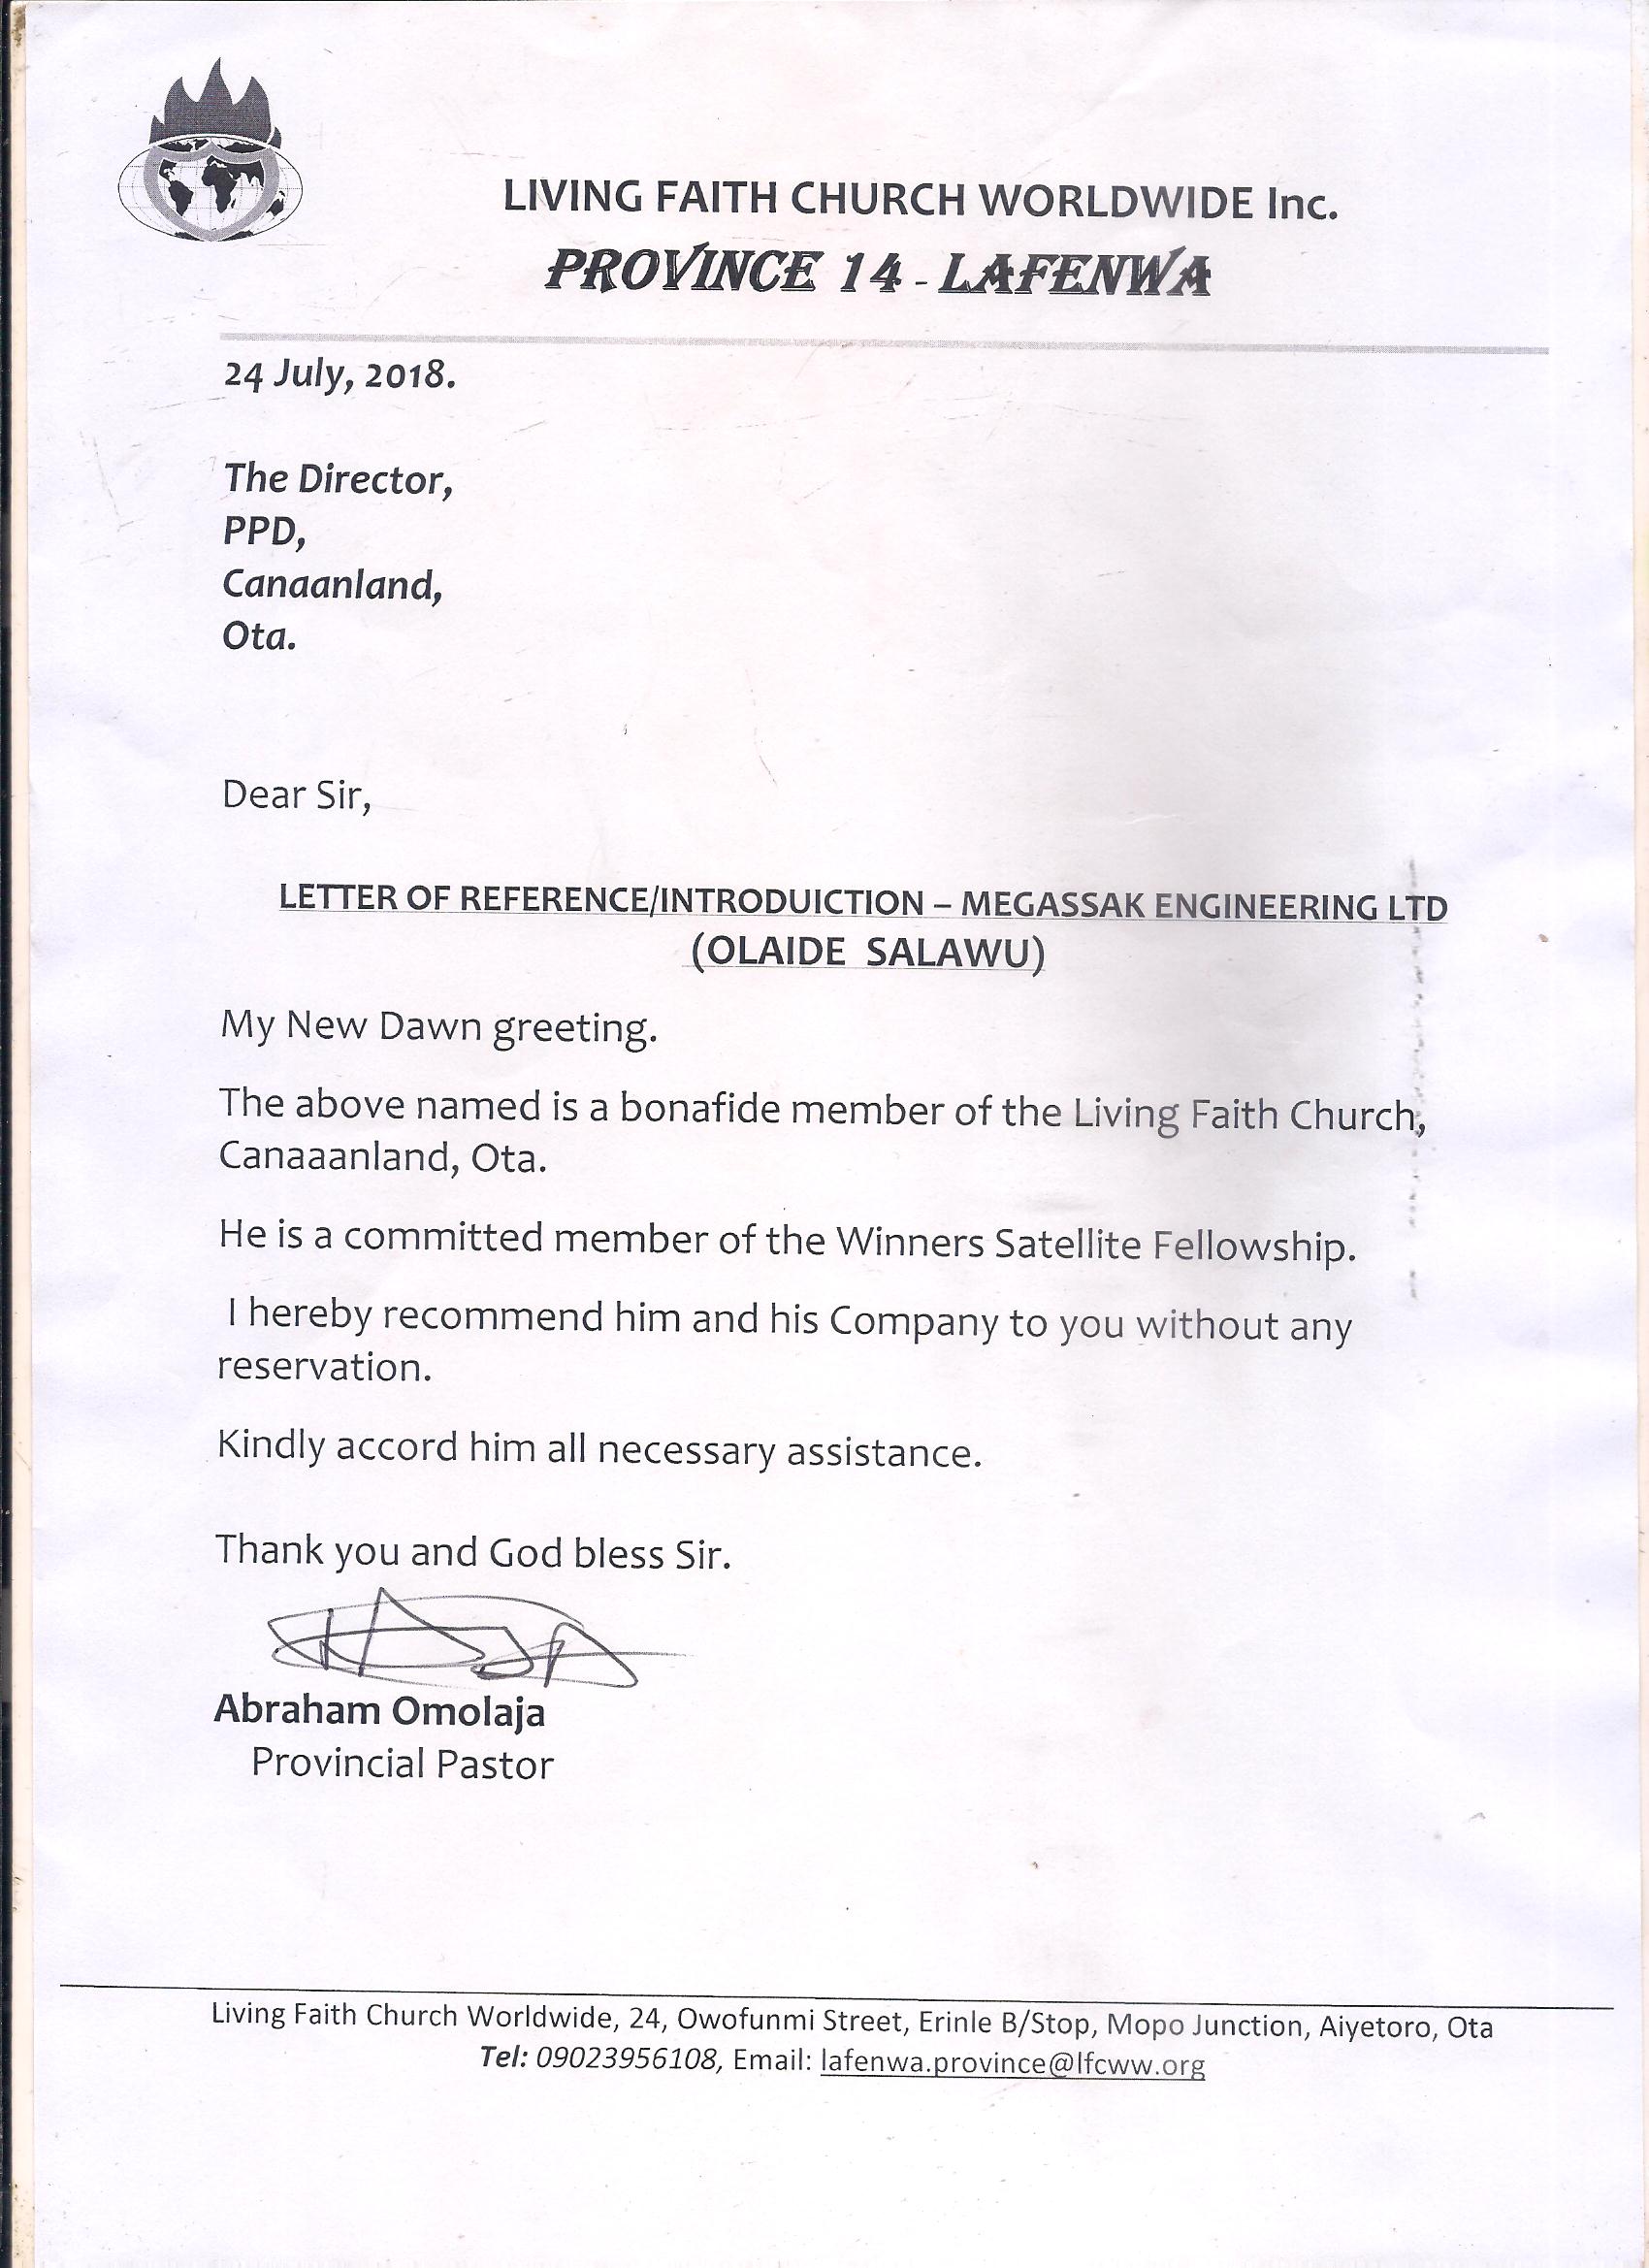 LIVING FAITH CHURCH WORLDWIDE Inc.
PROVINCE 14 - LAFENWA
24 July, 2018.
The Director,
PPD,
Canaanland,
Ota.
Dear Sir,
LETTER OF REFERENCE/INTRODUICTION – MEGASSAK ENGINEERING LTD
(OLAIDE SALAWU)
My New Dawn greeting.
The above named is a bonafide member of the Living Faith Church,
Canaaanland, Ota.
He is a committed member of the Winners Satellite Fellowship.
I hereby recommend him and his Company to you without any
reservation.
Kindly accord him all necessary assistance.
Thank you and God bless Sir.
Abraham Omolaja
Provincial Pastor
Living Faith Church Worldwide, 24, Owofunmi Street, Erinle B/Stop, Mopo Junction, Aiyetoro, Ota
Tel: 09023956108, Email: lafenwa.province@lfcww.org